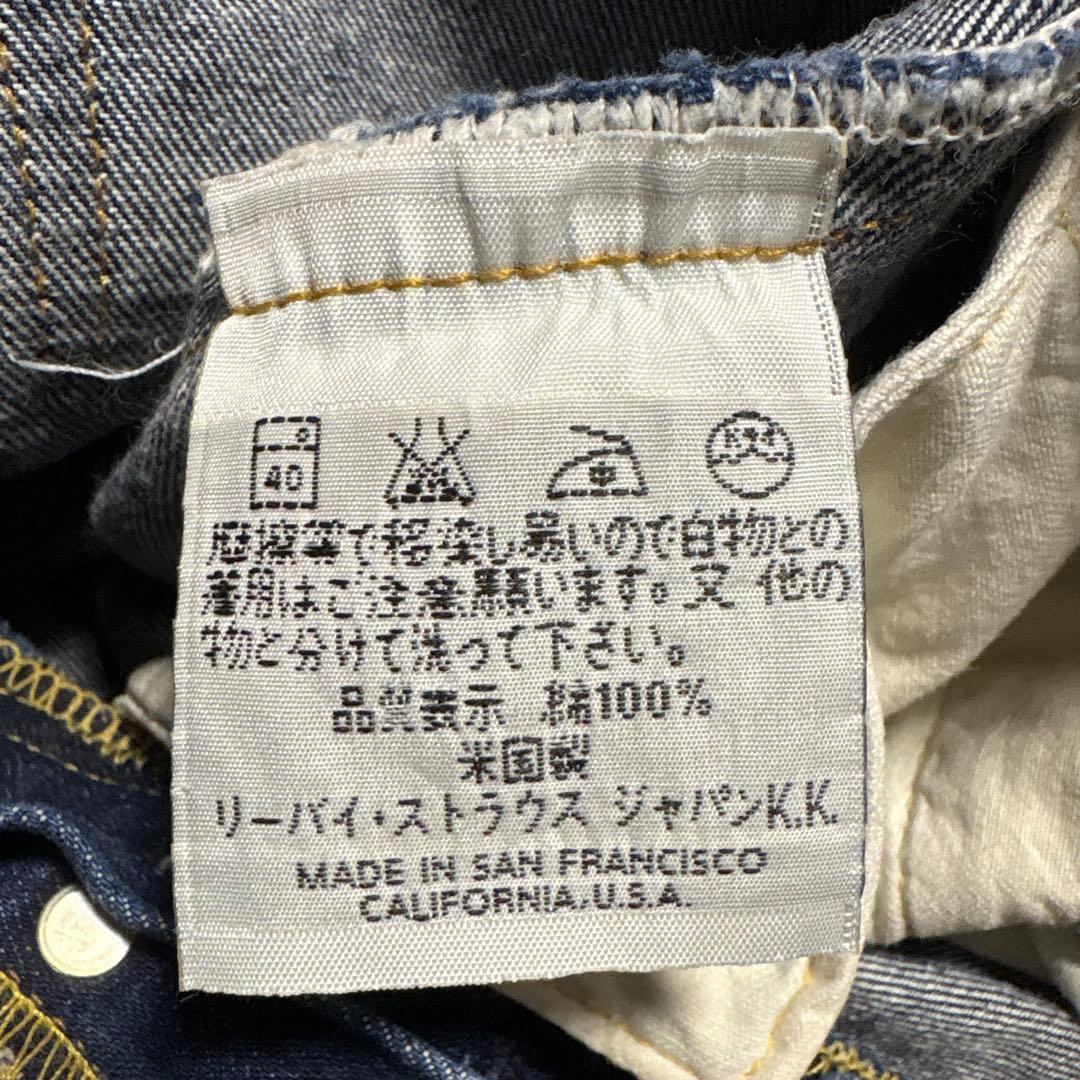 40
摩擦等で移染し易いので白物との
着用はご注意願います。又 他の
物と分けて洗って下さい。
品質表示 綿100%
米国製
リーバイ・ストラウス ジャパンK.K.
MADE IN SAN FRANCISCO
CALIFORNIA.U.S.A.